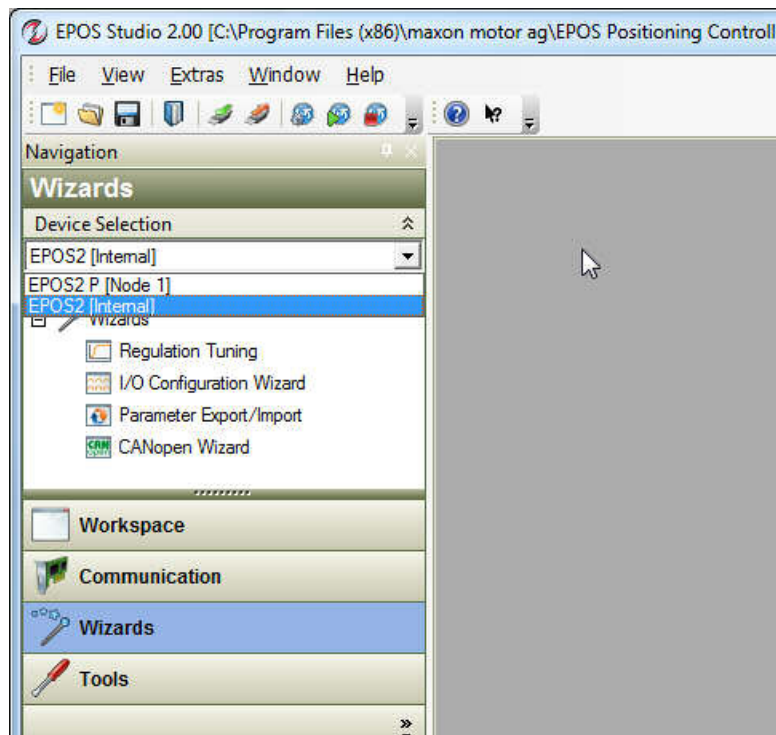 EPOS Studio 2.00 [C:\Program Files (x86)\maxon motor ag\EPOS Positioning Controll
File View Extras Window Help
Navigation
Wizards
Device Selection
EPOS2 [Internal]
EPOS2 P [Node 1]
EPOS2 [Internal]
Wizards
Regulation Tuning
I/O Configuration Wizard
Parameter Export/Import
CANopen Wizard
Workspace
Communication
Wizards
Tools